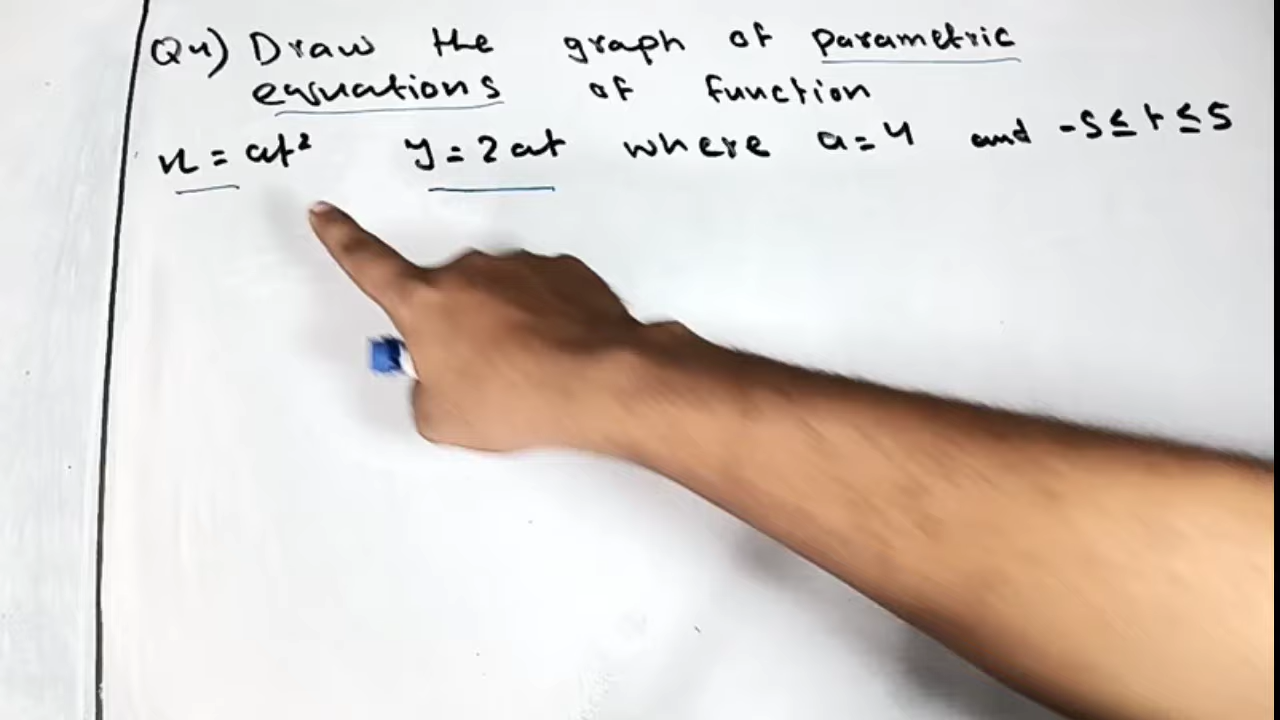 Q4) Draw the graph of parametric
equations of function
x = at² y = 2at where a = 4 and -5 ≤ t ≤ 5